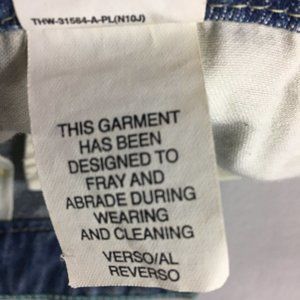 THW-31584-A-PL(N10J)
THIS GARMENT
HAS BEEN
DESIGNED TO
FRAY AND
ABRADE DURING
WEARING
AND CLEANING
VERSO/AL
REVERSO